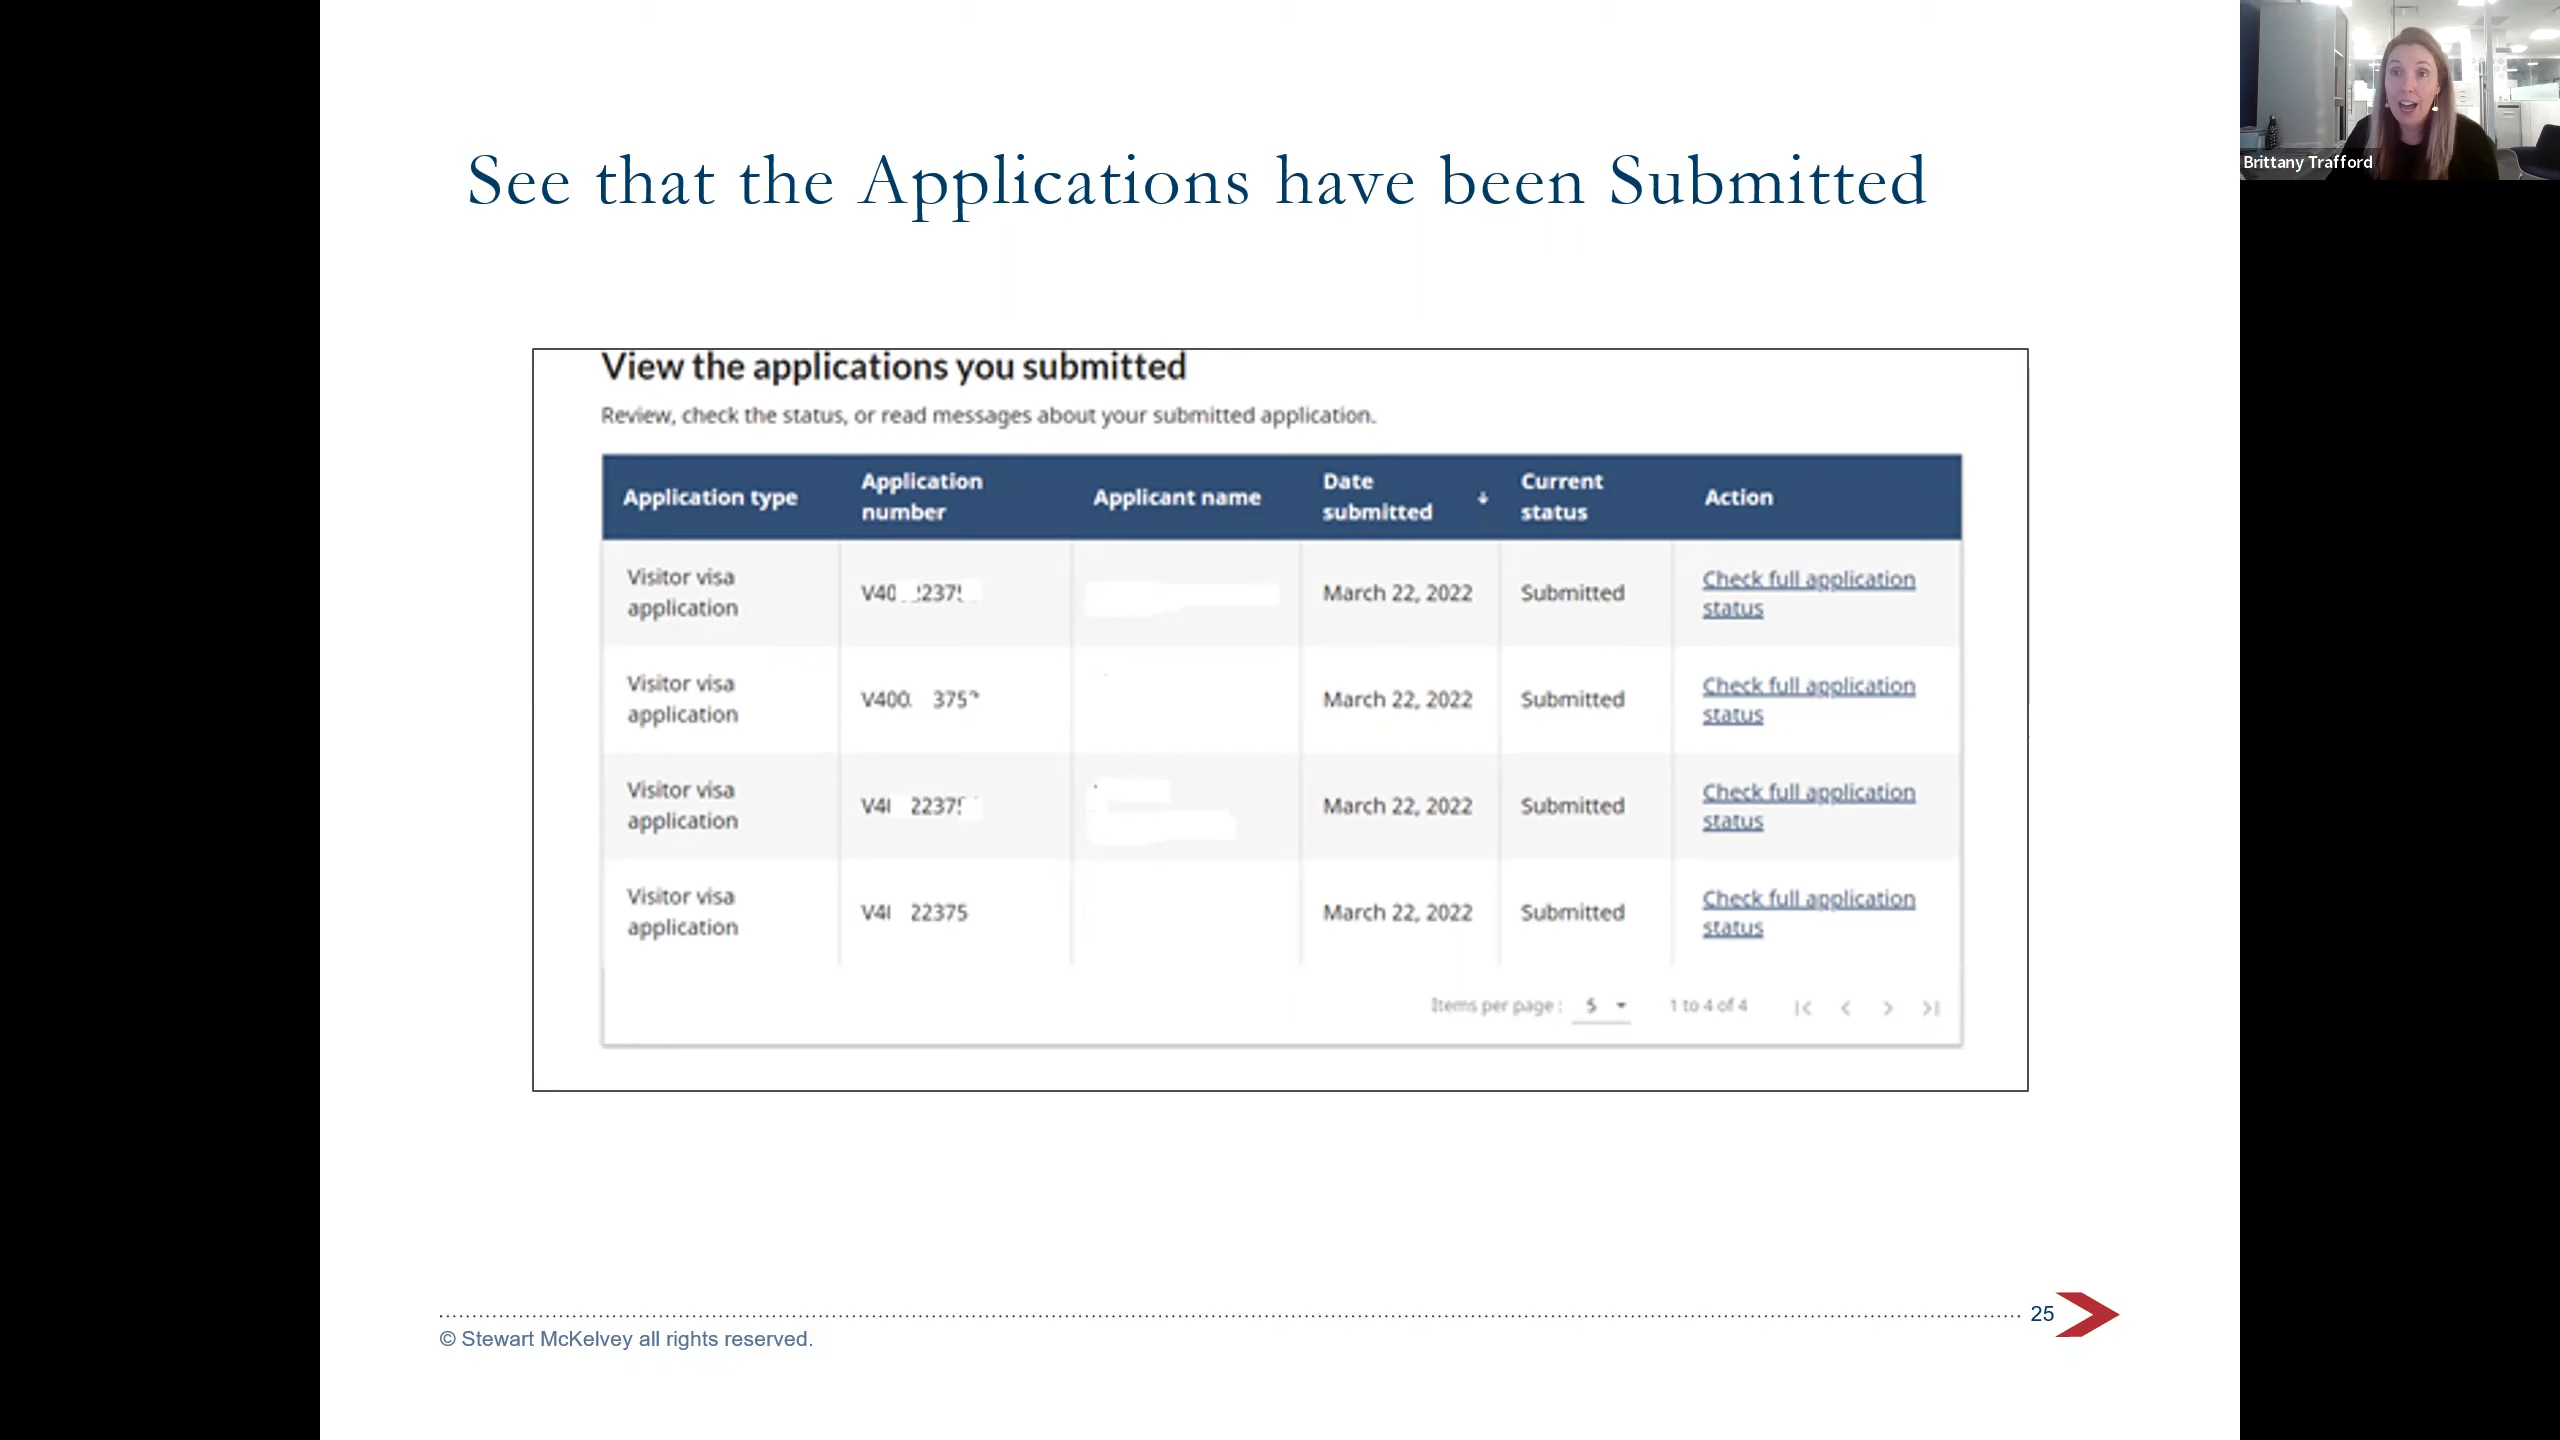 See that the Applications have been Submitted
Brittany Trafford
View the applications you submitted
Review, check the status, or read messages about your submitted application.
Application type
Application
number
Applicant name
Date
submitted
Current
status
Action
Visitor visa
application
March 22, 2022
Submitted
Check full application
status
Visitor visa
application
March 22, 2022
Submitted
Check full application
status
Visitor visa
application
March 22, 2022
Submitted
Check full application
status
Visitor visa
application
22375
March 22, 2022
Submitted
Check full application
status
Items per page : 5 1 to 4 of 4
25
© Stewart McKelvey all rights reserved.